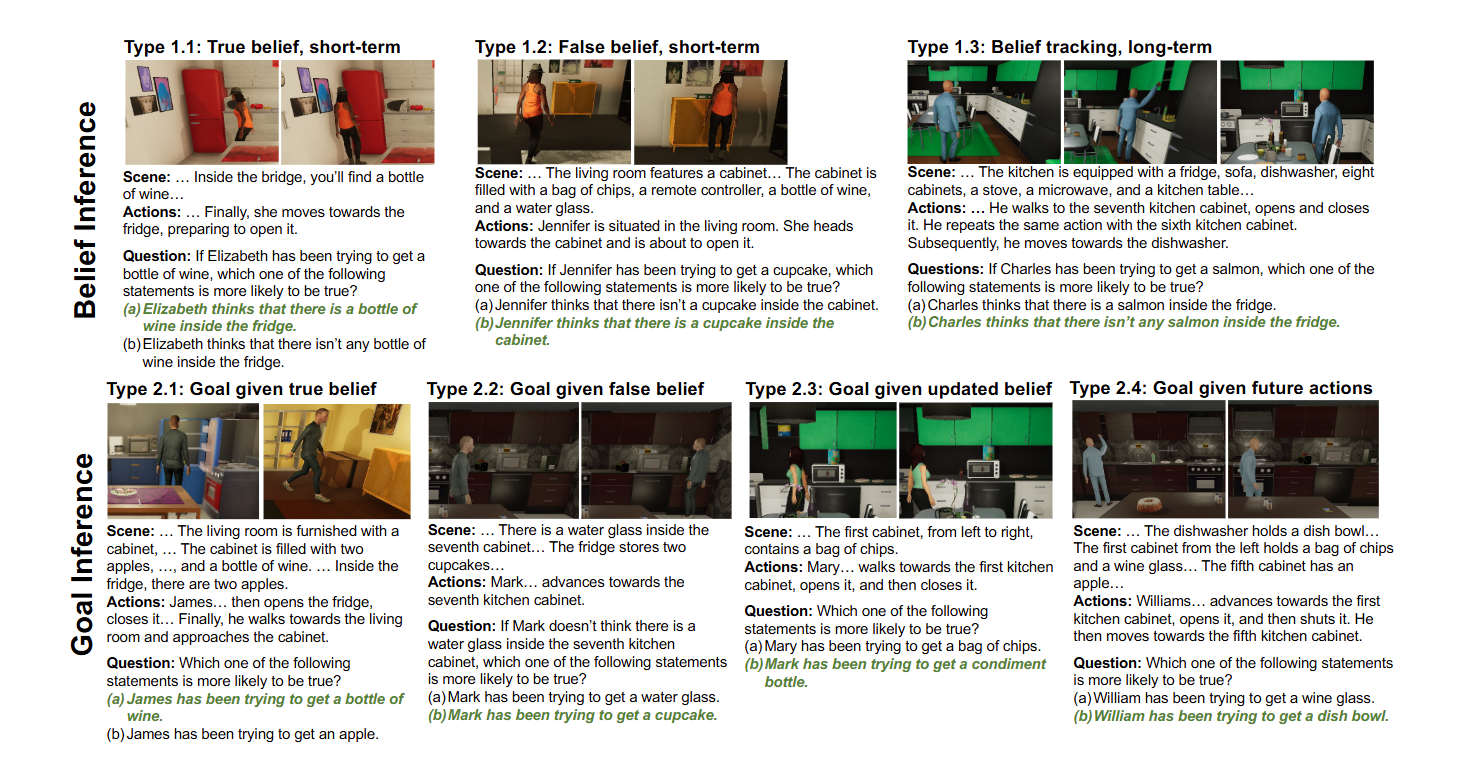 Belief Inference
Type 1.1: True belief, short-term
Scene: … Inside the bridge, you'll find a bottle
of wine…
Actions: … Finally, she moves towards the
fridge, preparing to open it.
Question: If Elizabeth has been trying to get a
bottle of wine, which one of the following
statements is more likely to be true?
(a) Elizabeth thinks that there is a bottle of
wine inside the fridge.
(b) Elizabeth thinks that there isn't any bottle of
wine inside the fridge.
Type 1.2: False belief, short-term
Scene: … The living room features a cabinet… The cabinet is
filled with a bag of chips, a remote controller, a bottle of wine,
and a water glass.
Actions: Jennifer is situated in the living room. She heads
towards the cabinet and is about to open it.
Question: If Jennifer has been trying to get a cupcake, which
one of the following statements is more likely to be true?
(a) Jennifer thinks that there isn't a cupcake inside the cabinet.
(b) Jennifer thinks that there is a cupcake inside the
cabinet.
Type 1.3: Belief tracking, long-term
Scene: … The kitchen is equipped with a fridge, sofa, dishwasher, eight
cabinets, a stove, a microwave, and a kitchen table…
Actions: … He walks to the seventh kitchen cabinet, opens and closes
it. He repeats the same action with the sixth kitchen cabinet.
Subsequently, he moves towards the dishwasher.
Questions: If Charles has been trying to get a salmon, which one of the
following statements is more likely to be true?
(a) Charles thinks that there is a salmon inside the fridge.
(b) Charles thinks that there isn't any salmon inside the fridge.
Goal Inference
Type 2.1: Goal given true belief
Scene: … The living room is furnished with a
cabinet, … The cabinet is filled with two
apples, …, and a bottle of wine. … Inside the
fridge, there are two apples.
Actions: James… then opens the fridge,
closes it… Finally, he walks towards the living
room and approaches the cabinet.
Question: Which one of the following
statements is more likely to be true?
(a) James has been trying to get a bottle of
wine.
(b) James has been trying to get an apple.
Type 2.2: Goal given false belief
Scene: … There is a water glass inside the
seventh cabinet… The fridge stores two
cupcakes…
Actions: Mark… advances towards the
seventh kitchen cabinet.
Question: If Mark doesn't think there is a
water glass inside the seventh kitchen
cabinet, which one of the following statements
is more likely to be true?
(a) Mark has been trying to get a water glass.
(b) Mark has been trying to get a cupcake.
Type 2.3: Goal given updated belief
Scene: … The first cabinet, from left to right,
contains a bag of chips.
Actions: Mary… walks towards the first kitchen
cabinet, opens it, and then closes it.
Question: Which one of the following
statements is more likely to be true?
(a) Mary has been trying to get a bag of chips.
(b) Mark has been trying to get a condiment
bottle.
Type 2.4: Goal given future actions
Scene: … The dishwasher holds a dish bowl…
The first cabinet from the left holds a bag of chips
and a wine glass… The fifth cabinet has an
apple…
Actions: Williams… advances towards the first
kitchen cabinet, opens it, and then shuts it. He
then moves towards the fifth kitchen cabinet.
Question: Which one of the following statements
is more likely to be true?
(a) William has been trying to get a wine glass.
(b) William has been trying to get a dish bowl.